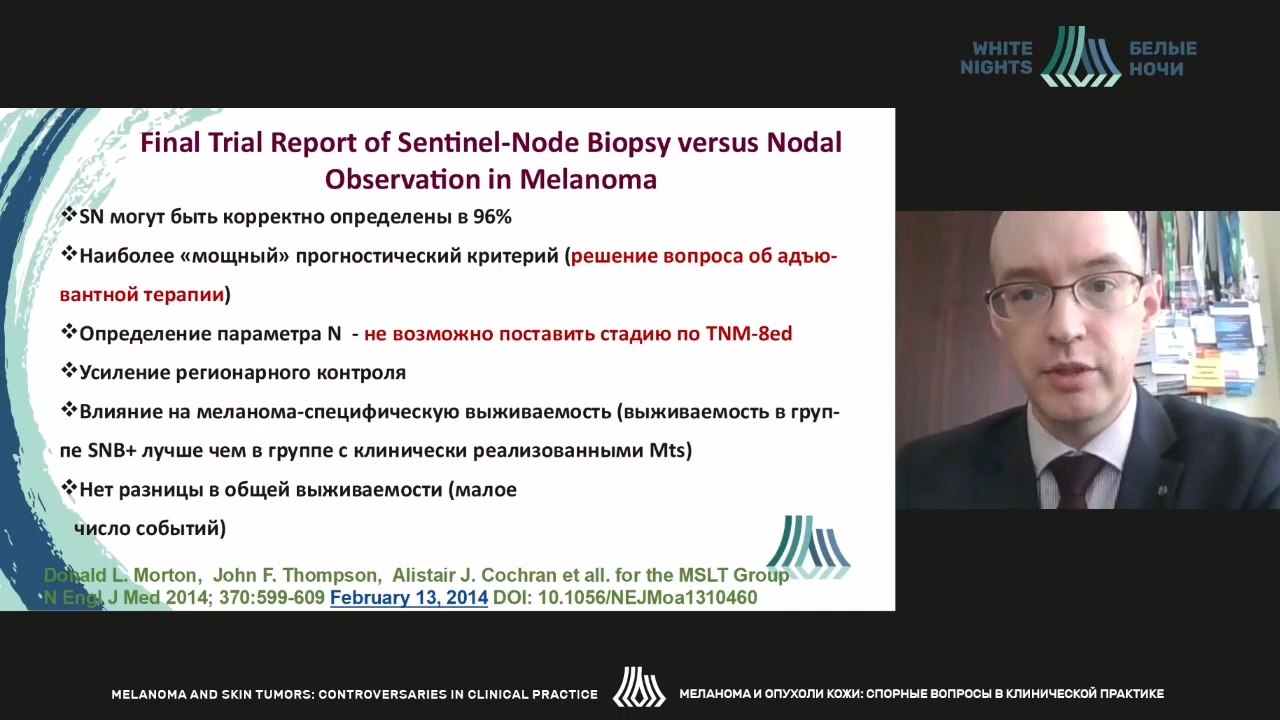 WHITE
NIGHTS
БЕЛЫЕ
НОЧИ
Final Trial Report of Sentinel-Node Biopsy versus Nodal
Observation in Melanoma
❖SN могут быть корректно определены в 96%
❖Наиболее «мощный» прогностический критерий (решение вопроса об адъю-
вантной терапии)
❖Определение параметра N - не возможно поставить стадию по TNM-8ed
❖Усиление регионарного контроля
❖Влияние на меланома-специфическую выживаемость (выживаемость в груп-
пе SNB+ лучше чем в группе с клинически реализованными Mts)
❖Нет разницы в общей выживаемости (малое
число событий)
Donald L. Morton, John F. Thompson, Alistair J. Cochran et all. for the MSLT Group
N Engl J Med 2014; 370:599-609 February 13, 2014 DOI: 10.1056/NEJMoa1310460
MELANOMA AND SKIN TUMORS: CONTROVERSARIES IN CLINICAL PRACTICE
МЕЛАНОМА И ОПУХОЛИ КОЖИ: СПОРНЫЕ ВОПРОСЫ В КЛИНИЧЕСКОЙ ПРАКТИКЕ